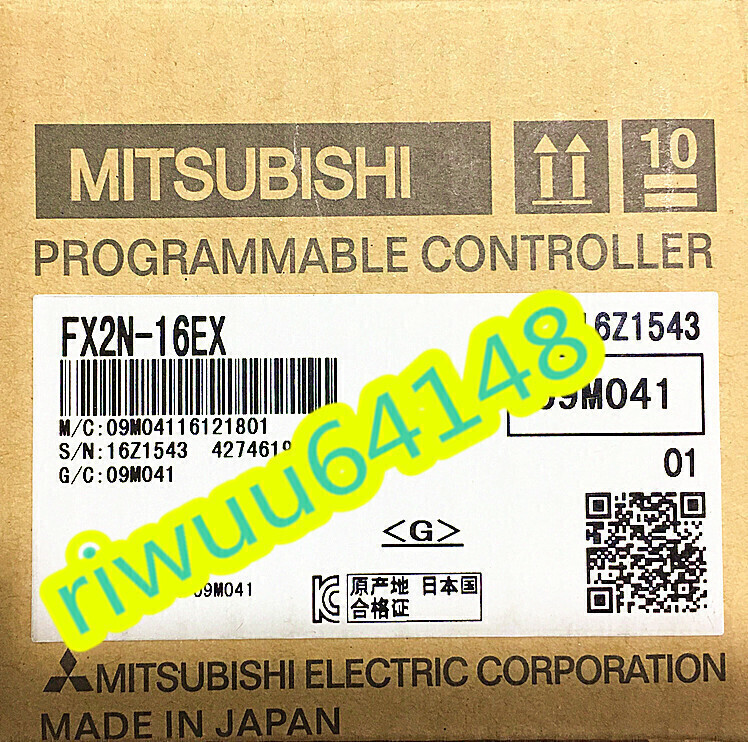 MITSUBISHI
10
PROGRAMMABLE CONTROLLER
FX2N-16EX
16Z1543
09M041
M/C:09M04116121801
S/N:16Z1543 4274619
G/C:09M041
01
riwuu64148
<G>
09M041
原产地 日本国
合格证
MITSUBISHI ELECTRIC CORPORATION
MADE IN JAPAN